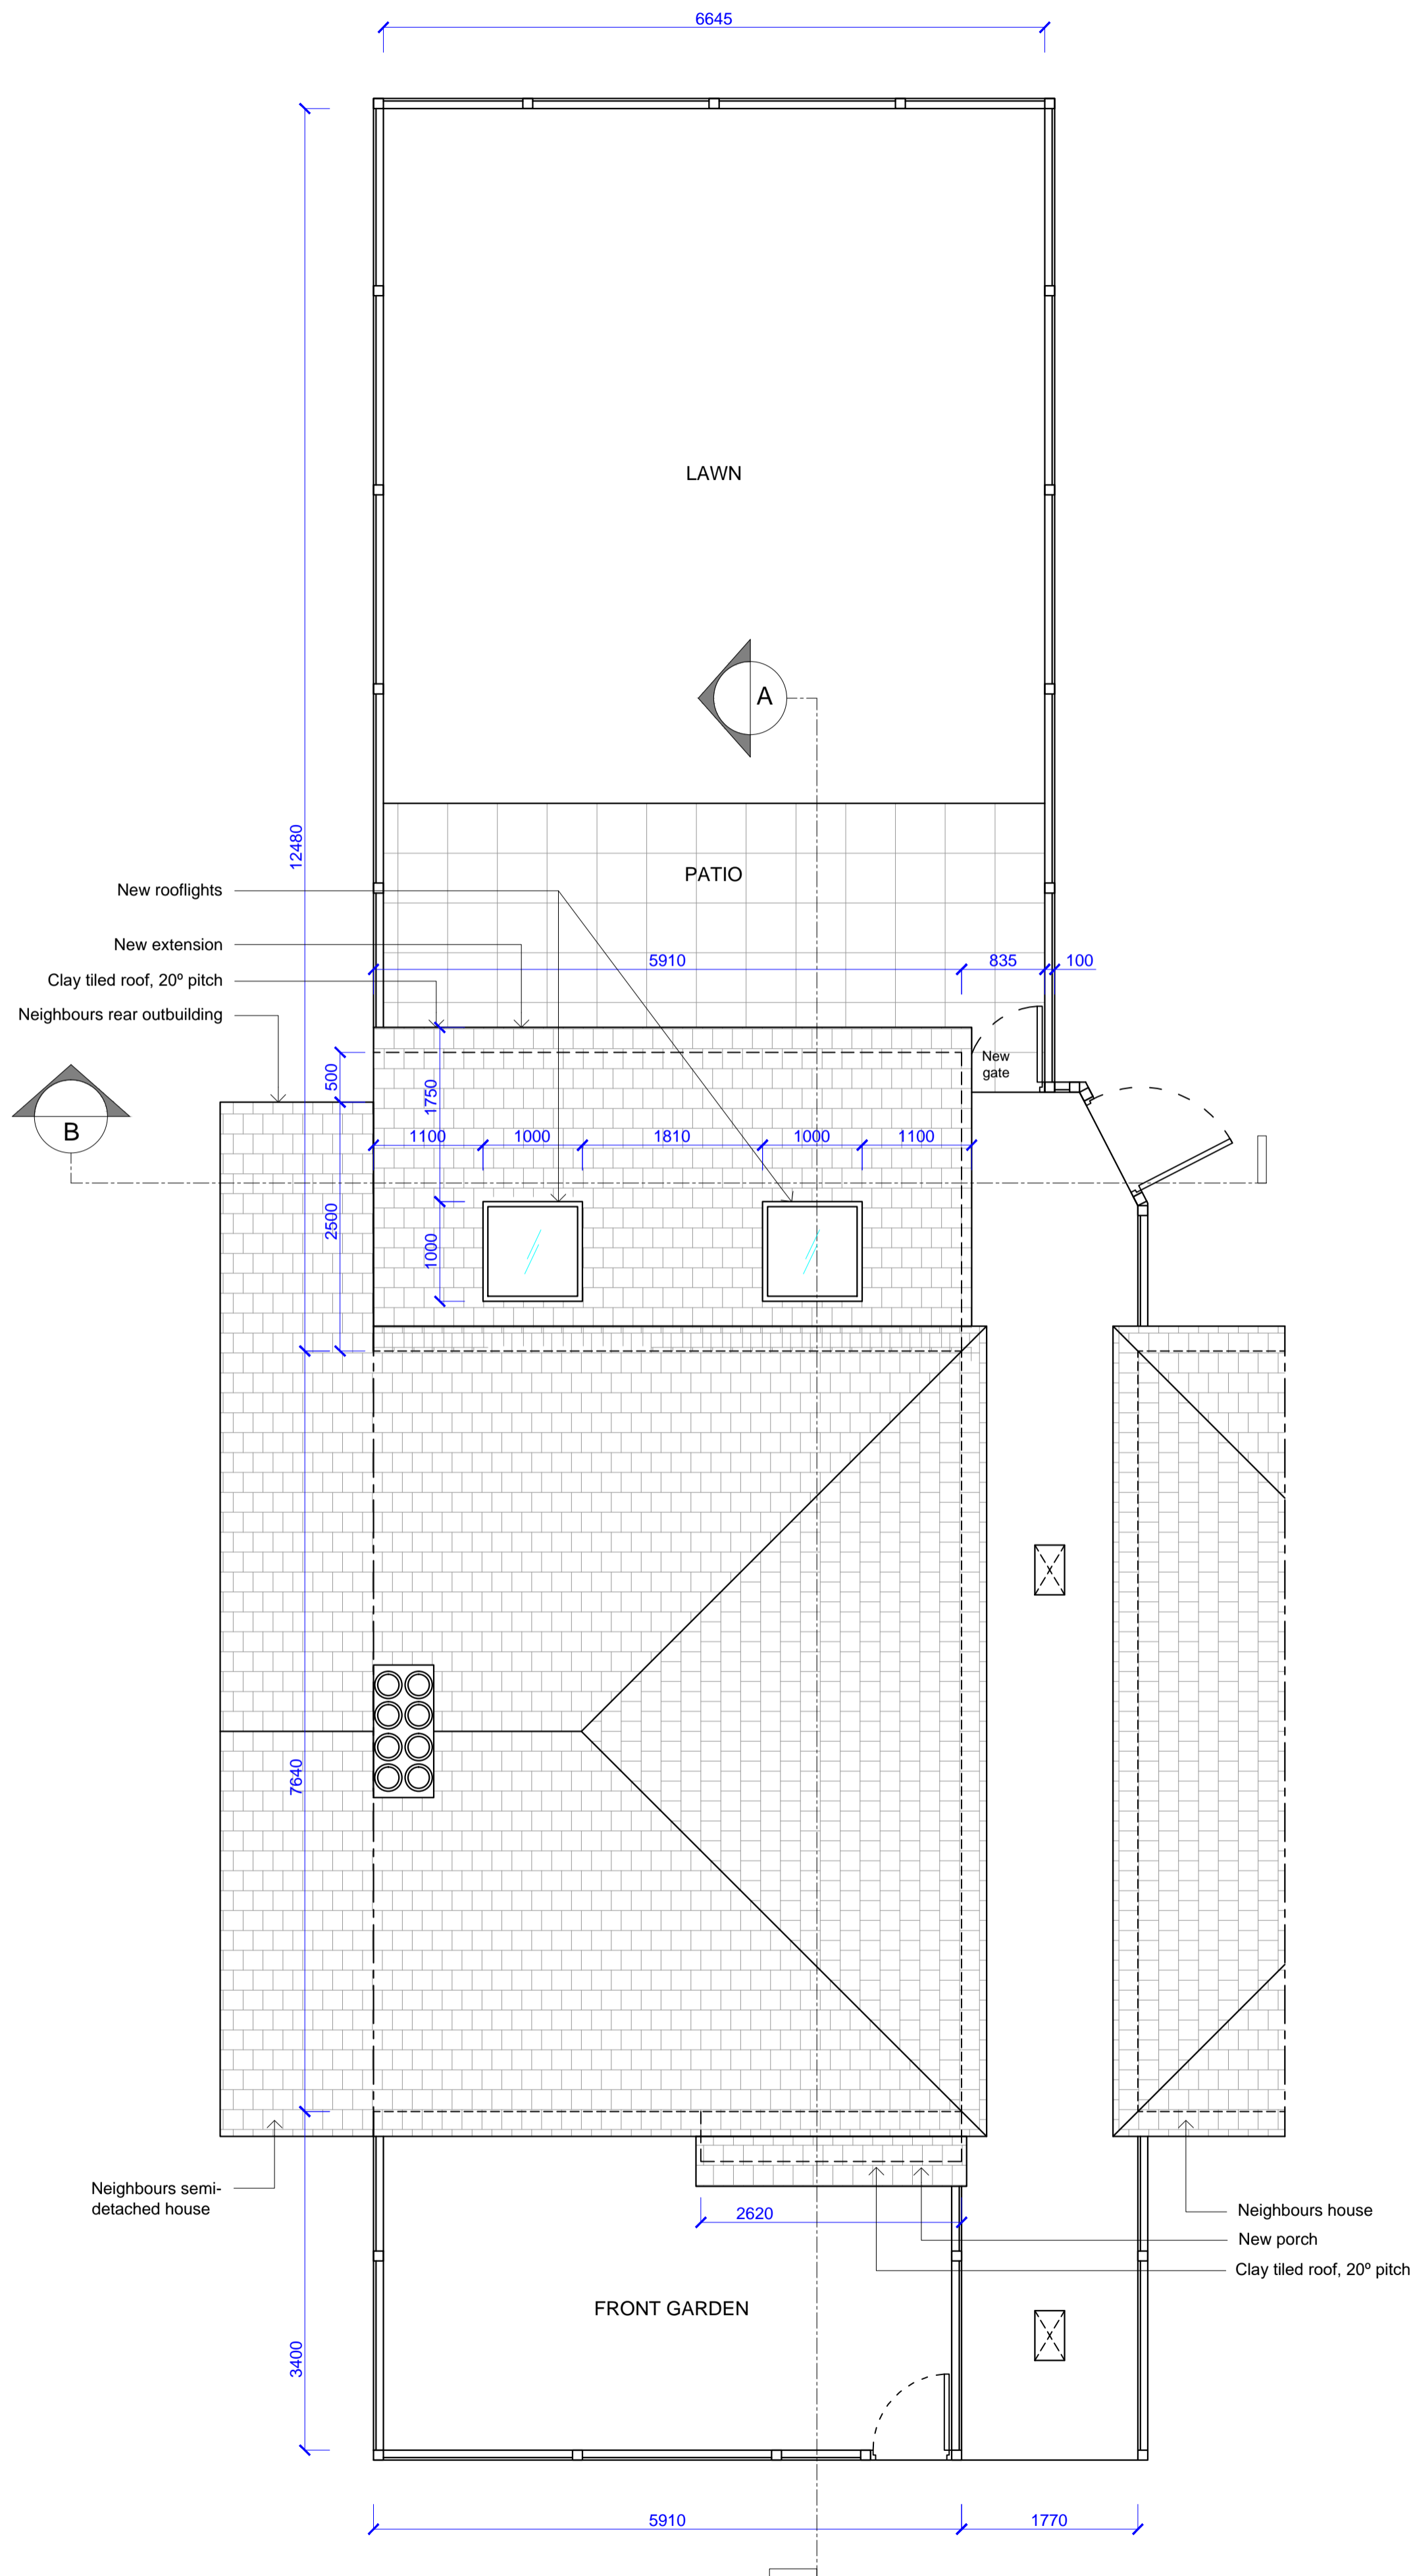 6645
LAWN
A
12480
PATIO
New rooflights
New extension
5910
835
100
Clay tiled roof, 20º pitch
Neighbours rear outbuilding
New
gate
500
1750
B
1100
1000
1810
1000
1100
2500
1000
7640
Neighbours semi-
detached house
2620
Neighbours house
New porch
Clay tiled roof, 20º pitch
FRONT GARDEN
3400
5910
1770